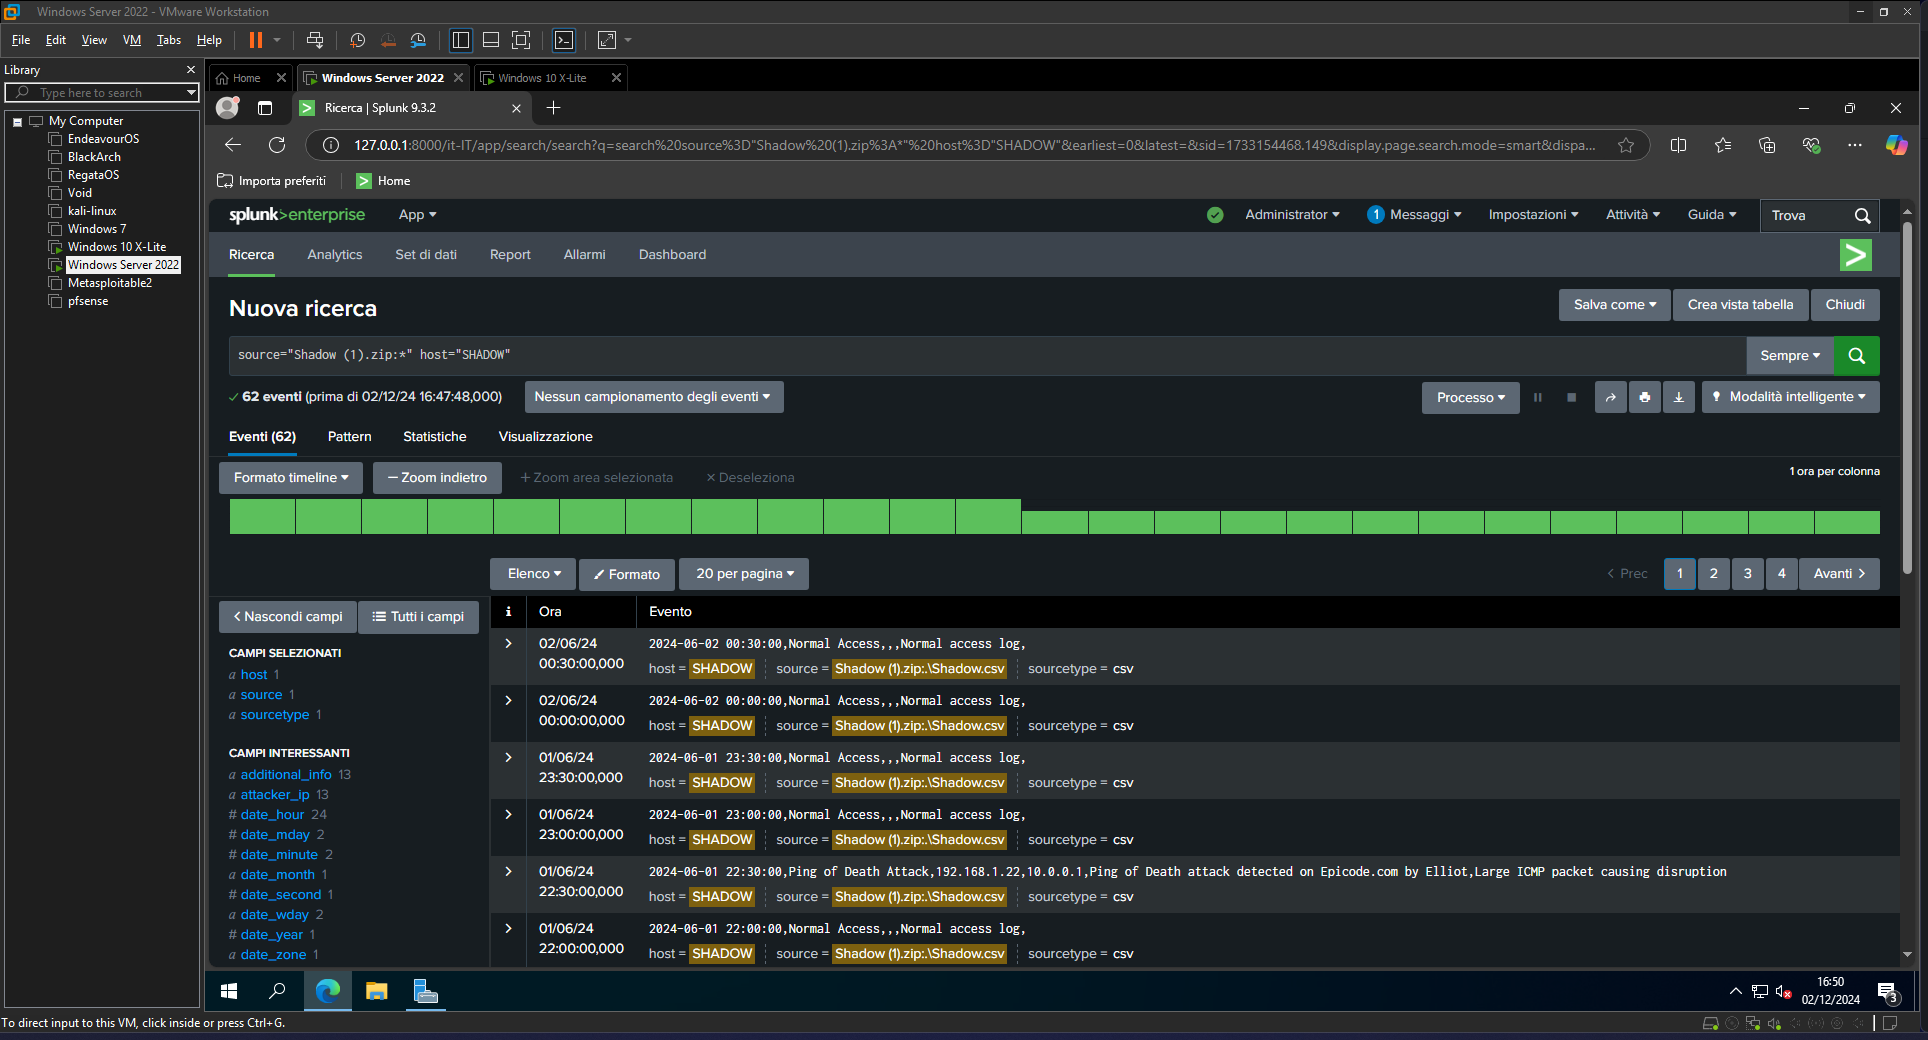 Windows Server 2022 - VMware Workstation
File Edit View VM Tabs Help
Library
Type here to search
My Computer
EndeavourOS
BlackArch
RegataOS
Void
kali-linux
Windows 7
Windows 10 X-Lite
Windows Server 2022
Metasploitable2
pfsense
Home Windows Server 2022 Windows 10 X-Lite
Ricerca | Splunk 9.3.2
127.0.0.1:8000/it-IT/app/search/search?q=search%20source%3D"Shadow%20(1).zip%3A*"%20host%3D"SHADOW"&earliest=0&latest=&sid=1733154468.149&display.page.search.mode=smart&dispa...
Importa preferiti Home
splunk>enterprise App Administrator 1 Messaggi Impostazioni Attività Guida Trova
Ricerca Analytics Set di dati Report Allarmi Dashboard
Nuova ricerca
Salva come Crea vista tabella Chiudi
source="Shadow (1).zip:*" host="SHADOW"
Sempre
62 eventi (prima di 02/12/24 16:47:48,000) Nessun campionamento degli eventi Processo Modalità intelligente
Eventi (62) Pattern Statistiche Visualizzazione
Formato timeline — Zoom indietro + Zoom area selezionata × Deseleziona 1 ora per colonna
Elenco Formato 20 per pagina < Prec 1 2 3 4 Avanti >
< Nascondi campi Tutti i campi
CAMPI SELEZIONATI
a host 1
a source 1
a sourcetype 1
CAMPI INTERESSANTI
a additional_info 13
a attacker_ip 13
# date_hour 24
# date_mday 2
# date_minute 2
a date_month 1
# date_second 1
a date_wday 2
# date_year 1
a date_zone 1
i Ora Evento
02/06/24 00:30:00,000 2024-06-02 00:30:00,Normal Access,,,Normal access log,
host = SHADOW source = Shadow (1).zip:.\Shadow.csv sourcetype = csv
02/06/24 00:00:00,000 2024-06-02 00:00:00,Normal Access,,,Normal access log,
host = SHADOW source = Shadow (1).zip:.\Shadow.csv sourcetype = csv
01/06/24 23:30:00,000 2024-06-01 23:30:00,Normal Access,,,Normal access log,
host = SHADOW source = Shadow (1).zip:.\Shadow.csv sourcetype = csv
01/06/24 23:00:00,000 2024-06-01 23:00:00,Normal Access,,,Normal access log,
host = SHADOW source = Shadow (1).zip:.\Shadow.csv sourcetype = csv
01/06/24 22:30:00,000 2024-06-01 22:30:00,Ping of Death Attack,192.168.1.22,10.0.0.1,Ping of Death attack detected on Epicode.com by Elliot,Large ICMP packet causing disruption
host = SHADOW source = Shadow (1).zip:.\Shadow.csv sourcetype = csv
01/06/24 22:00:00,000 2024-06-01 22:00:00,Normal Access,,,Normal access log,
host = SHADOW source = Shadow (1).zip:.\Shadow.csv sourcetype = csv
16:50
02/12/2024
3
To direct input to this VM, click inside or press Ctrl+G.